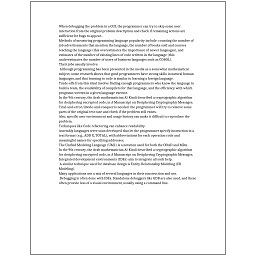 When debugging the problem in a GUI, the programmer can try to skip some user
interaction from the original problem description and check if remaining actions are
sufficient for bugs to appear.
Methods of measuring programming language popularity include: counting the number of
job advertisements that mention the language, the number of books sold and courses
teaching the language (this overestimates the importance of newer languages), and
estimates of the number of existing lines of code written in the language (this
underestimates the number of users of business languages such as COBOL).
Their jobs usually involve:
Although programming has been presented in the media as a somewhat mathematical
subject, some research shows that good programmers have strong skills in natural human
languages, and that learning to code is similar to learning a foreign language.
Trade-offs from this ideal involve finding enough programmers who know the language to
build a team, the availability of compilers for that language, and the efficiency with which
programs written in a given language execute.
In the 9th century, the Arab mathematician Al-Kindi described a cryptographic algorithm
for deciphering encrypted code, in A Manuscript on Deciphering Cryptographic Messages.
Trial-and-error/divide-and-conquer is needed: the programmer will try to remove some
parts of the original test case and check if the problem still exists.
Also, specific user environment and usage history can make it difficult to reproduce the
problem.
Techniques like Code refactoring can enhance readability.
Assembly languages were soon developed that let the programmer specify instruction in a
text format (e.g., ADD X, TOTAL), with abbreviations for each operation code and
meaningful names for specifying addresses.
The Unified Modeling Language (UML) is a notation used for both the OOAD and MDA.
In the 9th century, the Arab mathematician Al-Kindi described a cryptographic algorithm
for deciphering encrypted code, in A Manuscript on Deciphering Cryptographic Messages.
Integrated development environments (IDEs) aim to integrate all such help.
A similar technique used for database design is Entity-Relationship Modeling (ER
Modeling).
Many applications use a mix of several languages in their construction and use.
Debugging is often done with IDEs. Standalone debuggers like GDB are also used, and these
often provide less of a visual environment, usually using a command line.